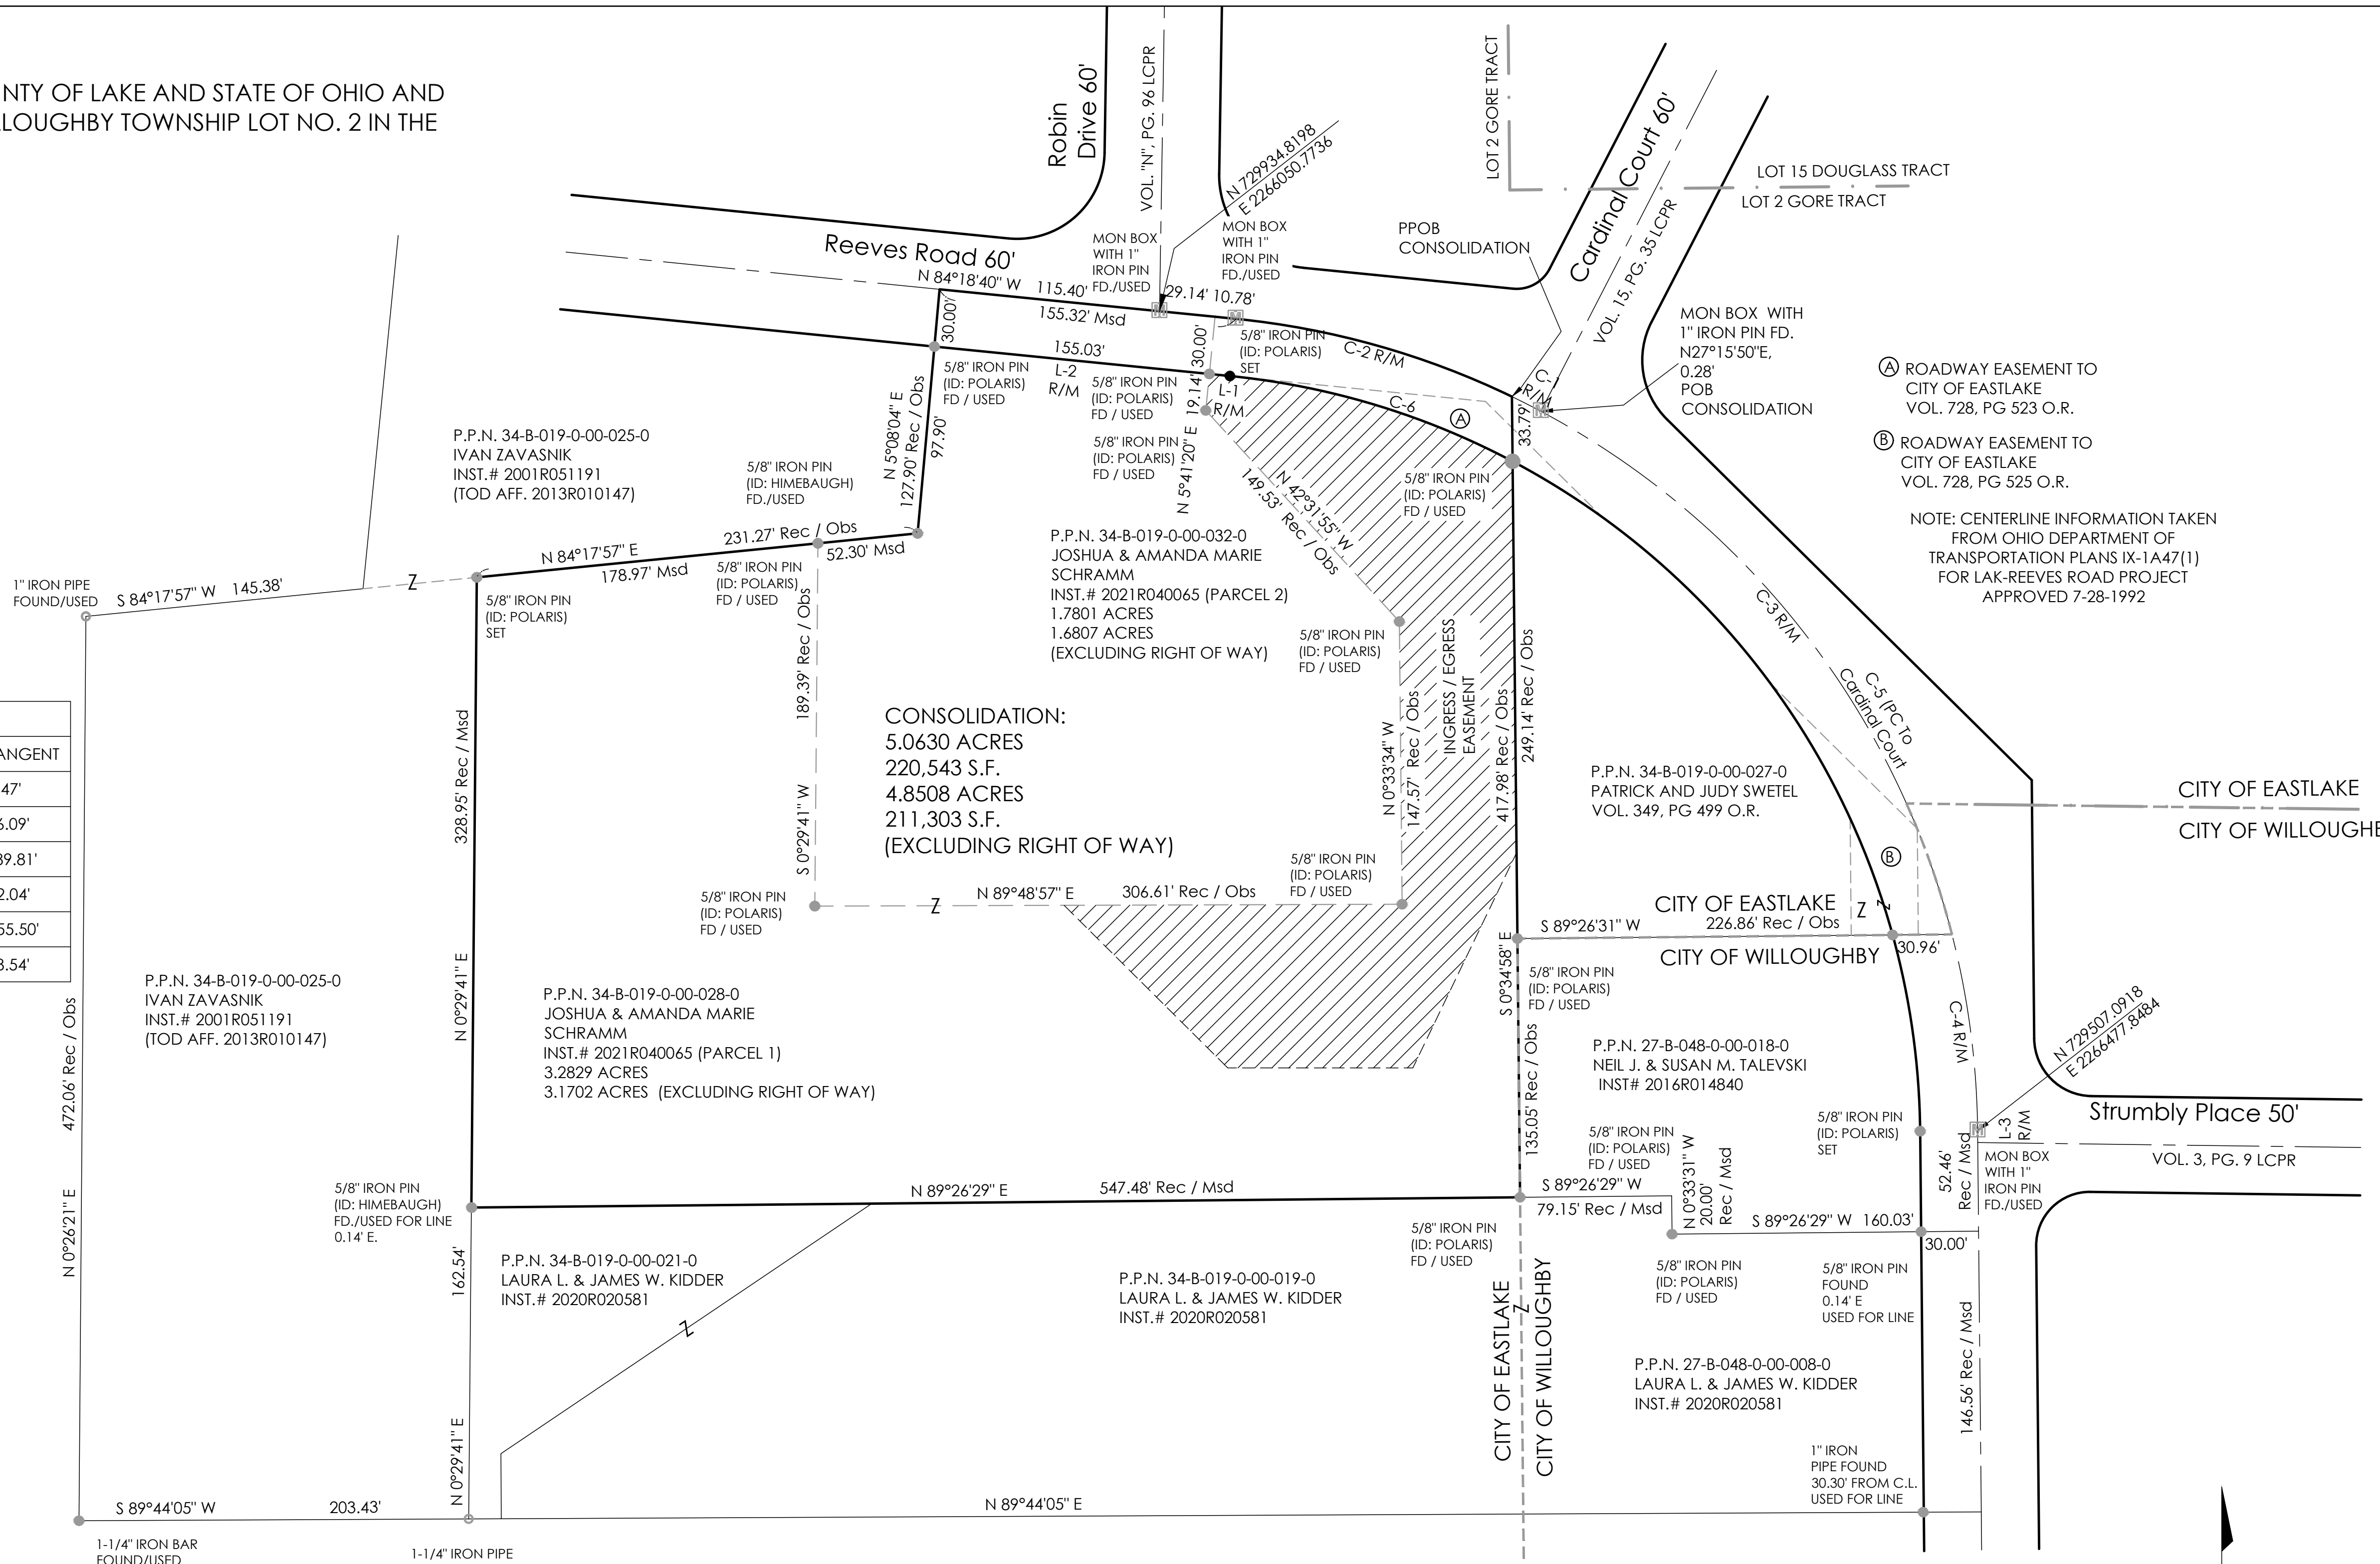 NTY OF LAKE AND STATE OF OHIO AND
LLOUGHBY TOWNSHIP LOT NO. 2 IN THE
Robin
Drive 60'
VOL. "N", PG. 96 LCPR
N 729934.8198
E 2266050.7736
LOT 2 GORE TRACT
Cardinal Court 60'
VOL. 15, PG. 35 LCPR
LOT 15 DOUGLASS TRACT
LOT 2 GORE TRACT
Reeves Road 60'
N 84°18'40" W
115.40'
155.32' Msd
MON BOX
WITH 1"
IRON PIN
FD./USED
MON BOX
WITH 1"
IRON PIN
FD./USED
29.14' 10.78'
PPOB
CONSOLIDATION
MON BOX WITH
1" IRON PIN FD.
N27°15'50"E,
0.28'
POB
CONSOLIDATION
A ROADWAY EASEMENT TO
CITY OF EASTLAKE
VOL. 728, PG 523 O.R.
B ROADWAY EASEMENT TO
CITY OF EASTLAKE
VOL. 728, PG 525 O.R.
NOTE: CENTERLINE INFORMATION TAKEN
FROM OHIO DEPARTMENT OF
TRANSPORTATION PLANS IX-1A47(1)
FOR LAK-REEVES ROAD PROJECT
APPROVED 7-28-1992
30.00'
155.03'
L-2
R/M
19.14' 30.00'
5/8" IRON PIN
(ID: POLARIS)
SET
C-2 R/M
R/M
L-1
R/M
C-6
A
33.79'
5/8" IRON PIN
(ID: POLARIS)
FD / USED
5/8" IRON PIN
(ID: POLARIS)
FD / USED
5/8" IRON PIN
(ID: POLARIS)
FD / USED
N 5°08'04" E
127.90' Rec / Obs
97.90'
N 5°41'20" E
N 42°31'55" W
149.53' Rec / Obs
5/8" IRON PIN
(ID: POLARIS)
FD / USED
P.P.N. 34-B-019-0-00-025-0
IVAN ZAVASNIK
INST.# 2001R051191
(TOD AFF. 2013R010147)
5/8" IRON PIN
(ID: HIMEBAUGH)
FD./USED
231.27' Rec / Obs
52.30' Msd
N 84°17'57" E
178.97' Msd
5/8" IRON PIN
(ID: POLARIS)
FD / USED
1" IRON PIPE
FOUND/USED
S 84°17'57" W 145.38'
Z
5/8" IRON PIN
(ID: POLARIS)
SET
P.P.N. 34-B-019-0-00-032-0
JOSHUA & AMANDA MARIE
SCHRAMM
INST.# 2021R040065 (PARCEL 2)
1.7801 ACRES
1.6807 ACRES
(EXCLUDING RIGHT OF WAY)
5/8" IRON PIN
(ID: POLARIS)
FD / USED
C-3 R/M
C-5 (PC To
Cardinal Court
189.39' Rec / Obs
S 0°29'41" W
CONSOLIDATION:
5.0630 ACRES
220,543 S.F.
4.8508 ACRES
211,303 S.F.
(EXCLUDING RIGHT OF WAY)
N 0°33'34" W
147.57' Rec / Obs
INGRESS / EGRESS
EASEMENT
417.98' Rec / Obs
249.14' Rec / Obs
ANGENT
47'
6.09'
39.81'
2.04'
55.50'
3.54'
328.95' Rec / Msd
N 0°29'41" E
P.P.N. 34-B-019-0-00-027-0
PATRICK AND JUDY SWETEL
VOL. 349, PG 499 O.R.
CITY OF EASTLAKE
CITY OF WILLOUGHB
B
5/8" IRON PIN
(ID: POLARIS)
FD / USED
Z
N 89°48'57" E
306.61' Rec / Obs
5/8" IRON PIN
(ID: POLARIS)
FD / USED
CITY OF EASTLAKE
S 89°26'31" W
226.86' Rec / Obs
Z
Z
CITY OF WILLOUGHBY
30.96'
S 0°34'58" E
5/8" IRON PIN
(ID: POLARIS)
FD / USED
135.05' Rec / Obs
472.06' Rec / Obs
N 0°26'21" E
P.P.N. 34-B-019-0-00-025-0
IVAN ZAVASNIK
INST.# 2001R051191
(TOD AFF. 2013R010147)
P.P.N. 34-B-019-0-00-028-0
JOSHUA & AMANDA MARIE
SCHRAMM
INST.# 2021R040065 (PARCEL 1)
3.2829 ACRES
3.1702 ACRES (EXCLUDING RIGHT OF WAY)
P.P.N. 27-B-048-0-00-018-0
NEIL J. & SUSAN M. TALEVSKI
INST# 2016R014840
C-4 R/M
N 729507.0918
E 2266477.8484
Strumbly Place 50'
VOL. 3, PG. 9 LCPR
L-3
R/M
MON BOX
WITH 1"
IRON PIN
FD./USED
52.46'
Rec / Msd
5/8" IRON PIN
(ID: POLARIS)
SET
5/8" IRON PIN
(ID: POLARIS)
FD / USED
N 0°33'31" W
20.00'
Rec / Msd
S 89°26'29" W
79.15' Rec / Msd
S 89°26'29" W 160.03'
30.00'
N 89°26'29" E
547.48' Rec / Msd
5/8" IRON PIN
(ID: HIMEBAUGH)
FD./USED FOR LINE
0.14' E.
5/8" IRON PIN
(ID: POLARIS)
FD / USED
5/8" IRON PIN
(ID: POLARIS)
FD / USED
5/8" IRON PIN
FOUND
0.14' E
USED FOR LINE
162.54'
N 0°29'41" E
P.P.N. 34-B-019-0-00-021-0
LAURA L. & JAMES W. KIDDER
INST.# 2020R020581
Z
P.P.N. 34-B-019-0-00-019-0
LAURA L. & JAMES W. KIDDER
INST.# 2020R020581
CITY OF EASTLAKE
Z
CITY OF WILLOUGHBY
P.P.N. 27-B-048-0-00-008-0
LAURA L. & JAMES W. KIDDER
INST.# 2020R020581
146.56' Rec / Msd
1" IRON
PIPE FOUND
30.30' FROM C.L.
USED FOR LINE
S 89°44'05" W
203.43'
N 89°44'05" E
1-1/4" IRON BAR
FOUND/USED
1-1/4" IRON PIPE